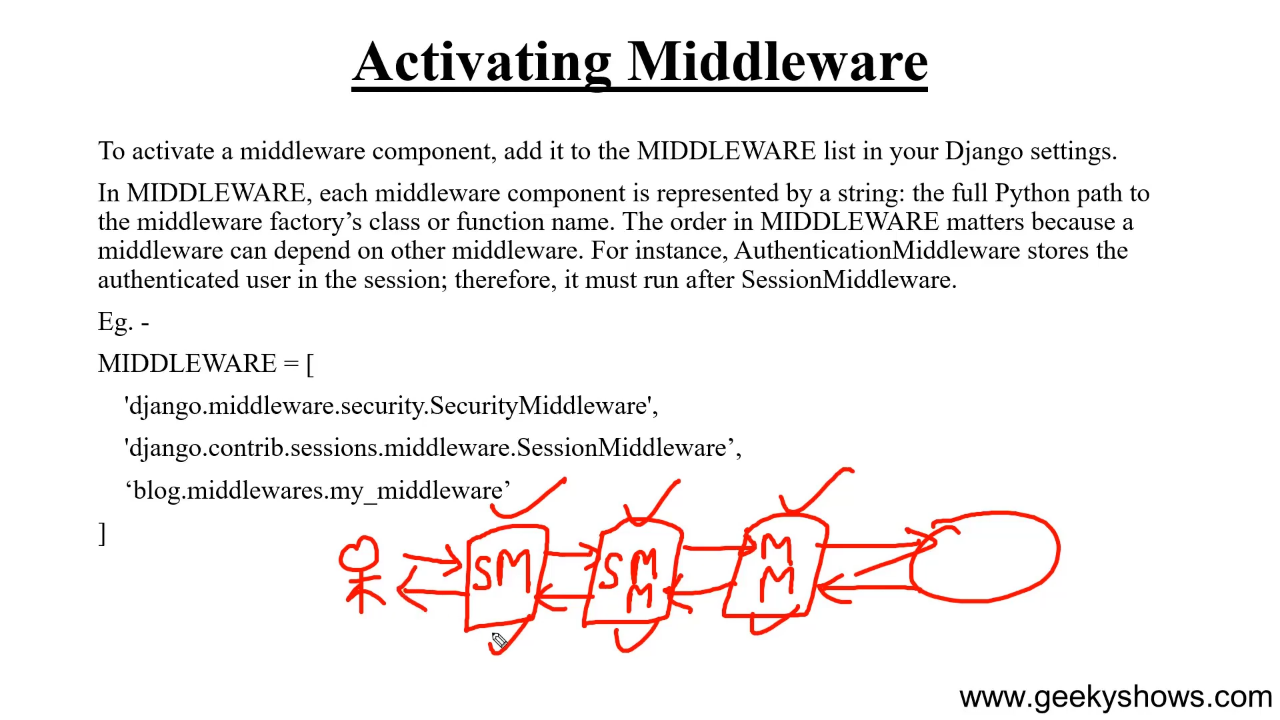 Activating Middleware
To activate a middleware component, add it to the MIDDLEWARE list in your Django settings.
In MIDDLEWARE, each middleware component is represented by a string: the full Python path to
the middleware factory’s class or function name. The order in MIDDLEWARE matters because a
middleware can depend on other middleware. For instance, AuthenticationMiddleware stores the
authenticated user in the session; therefore, it must run after SessionMiddleware.
Eg. -
MIDDLEWARE = [
'django.middleware.security.SecurityMiddleware',
'django.contrib.sessions.middleware.SessionMiddleware’,
‘blog.middlewares.my_middleware’
]
SM SM MM
M
www.geekyshows.com